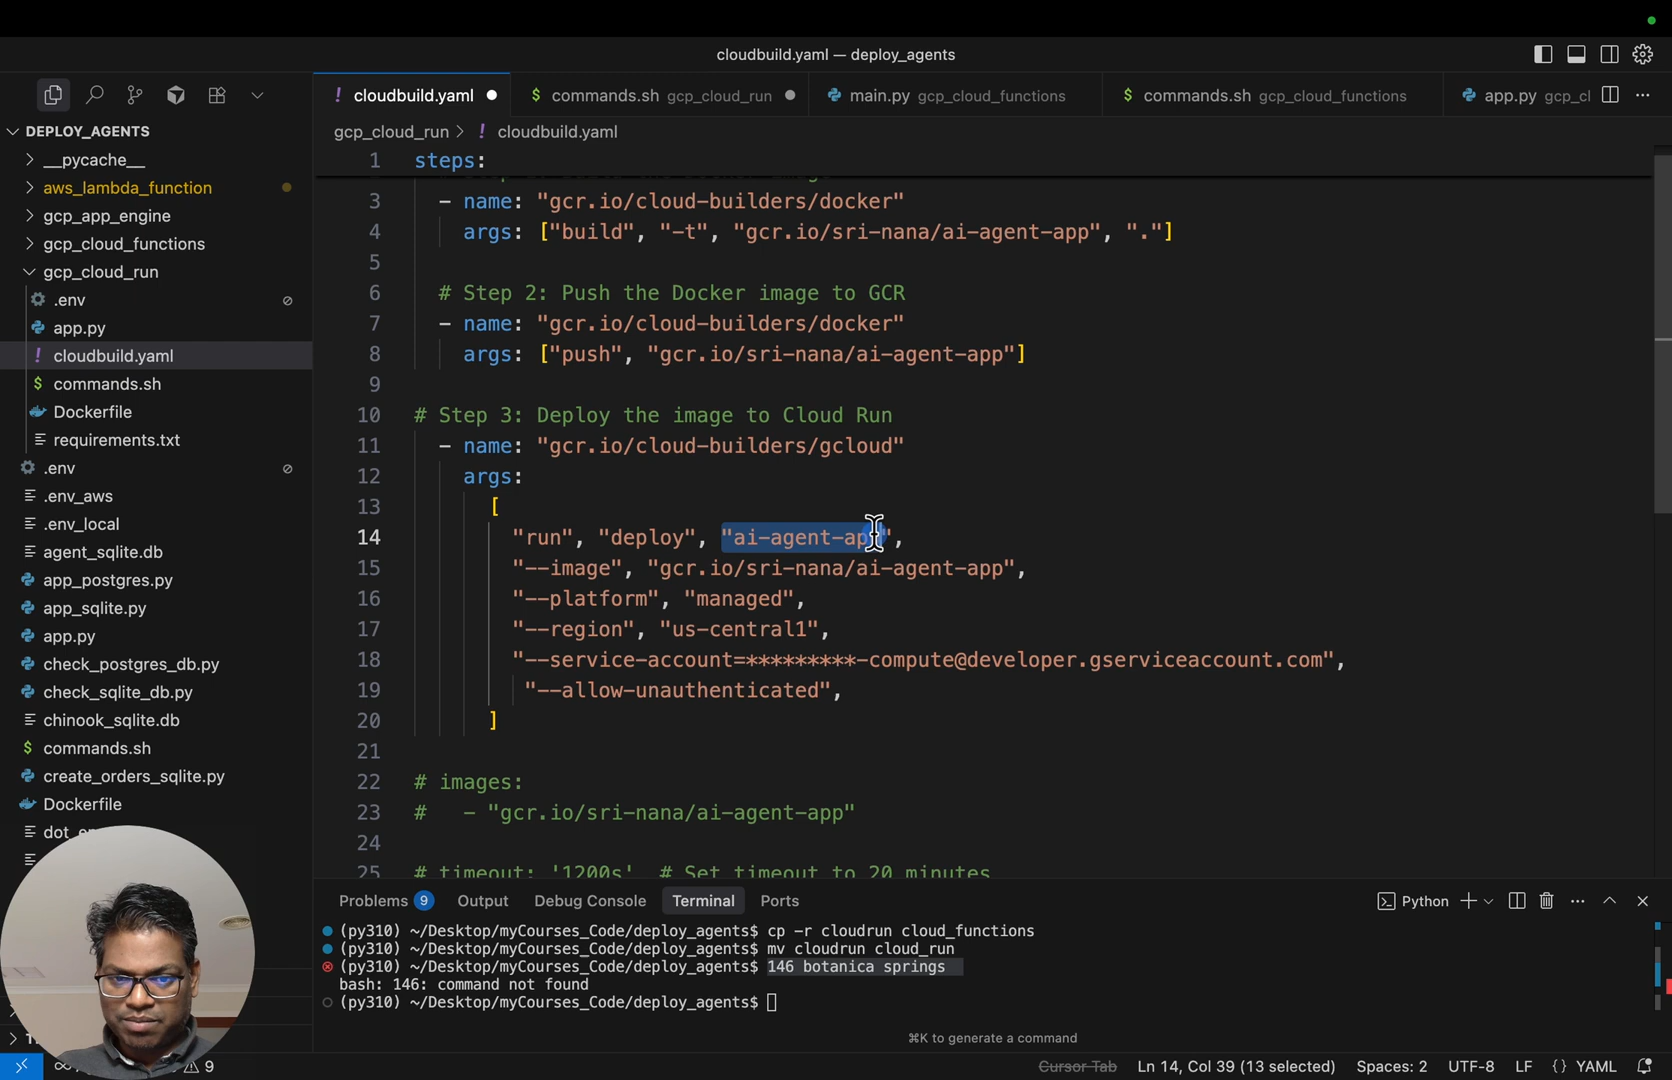 cloudbuild.yaml — deploy_agents
cloudbuild.yaml
commands.sh gcp_cloud_run
main.py gcp_cloud_functions
commands.sh gcp_cloud_functions
app.py gcp_cl
DEPLOY_AGENTS
__pycache__
aws_lambda_function
gcp_app_engine
gcp_cloud_functions
gcp_cloud_run
.env
app.py
cloudbuild.yaml
commands.sh
Dockerfile
requirements.txt
.env
.env_aws
.env_local
agent_sqlite.db
app_postgres.py
app_sqlite.py
app.py
check_postgres_db.py
check_sqlite_db.py
chinook_sqlite.db
commands.sh
create_orders_sqlite.py
Dockerfile
gcp_cloud_run > ! cloudbuild.yaml
1 steps:
3 - name: "gcr.io/cloud-builders/docker"
4 args: ["build", "-t", "gcr.io/sri-nana/ai-agent-app", "."]
5
6 # Step 2: Push the Docker image to GCR
7 - name: "gcr.io/cloud-builders/docker"
8 args: ["push", "gcr.io/sri-nana/ai-agent-app"]
9
10 # Step 3: Deploy the image to Cloud Run
11 - name: "gcr.io/cloud-builders/gcloud"
12 args:
13 [
14 "run", "deploy", "ai-agent-app",
15 "--image", "gcr.io/sri-nana/ai-agent-app",
16 "--platform", "managed",
17 "--region", "us-central1",
18 "--service-account=*********-compute@developer.gserviceaccount.com",
19 "--allow-unauthenticated",
20 ]
21
22 # images:
23 # - "gcr.io/sri-nana/ai-agent-app"
24
25 # timeout: '1200s' # Set timeout to 20 minutes
Problems 9 Output Debug Console Terminal Ports
Python
(py310) ~/Desktop/myCourses_Code/deploy_agents$ cp -r cloudrun cloud_functions
(py310) ~/Desktop/myCourses_Code/deploy_agents$ mv cloudrun cloud_run
(py310) ~/Desktop/myCourses_Code/deploy_agents$ 146 botanica springs
bash: 146: command not found
(py310) ~/Desktop/myCourses_Code/deploy_agents$
⌘K to generate a command
9
Cursor Tab Ln 14, Col 39 (13 selected) Spaces: 2 UTF-8 LF {} YAML